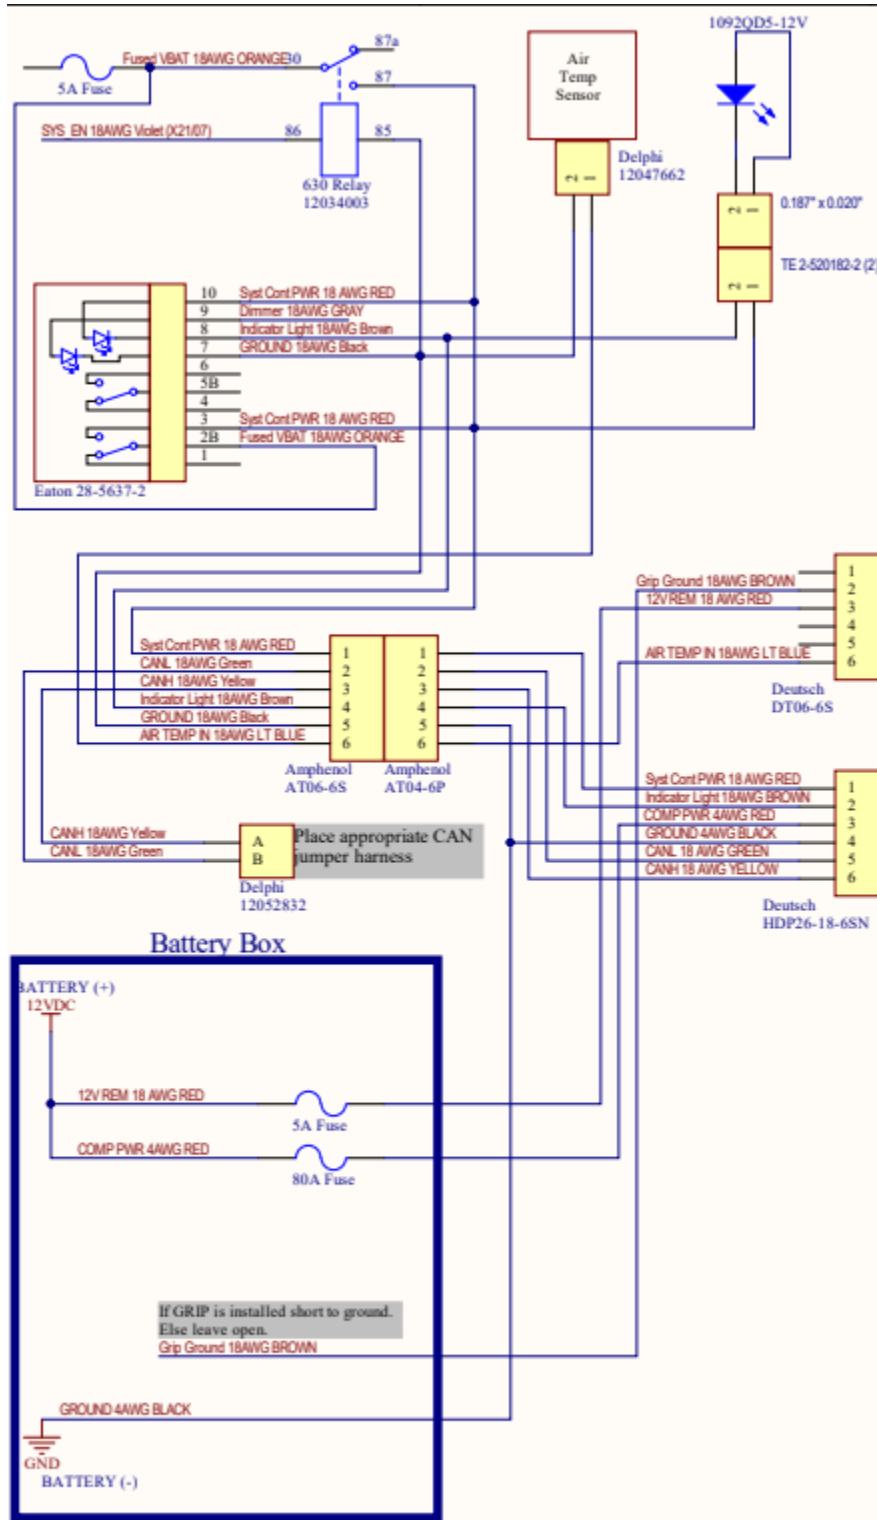 1092QD5-12V
87a
Fused VBAT 18AWG ORANGE
30
5A Fuse
87
Air
Temp
Sensor
SYS_EN 18AWG Violet (X21/07)
86
85
630 Relay
12034003
2 1
Delphi
12047662
2 1
0.187" x 0.020"
2 1
TE 2-520182-2 (2)
10 Syst Cont PWR 18 AWG RED
9 Dimmer 18AWG GRAY
8 Indicator Light 18AWG Brown
7 GROUND 18AWG Black
6
5B
4
3 Syst Cont PWR 18 AWG RED
2B Fused VBAT 18AWG ORANGE
1
Eaton 28-5637-2
1
Grip Ground 18AWG BROWN 2
12V REM 18 AWG RED 3
4
5
AIR TEMP IN 18AWG LT BLUE 6
Deutsch
DT06-6S
Syst Cont PWR 18 AWG RED 1 1
CANL 18AWG Green 2 2
CANH 18AWG Yellow 3 3
Indicator Light 18AWG Brown 4 4
GROUND 18AWG Black 5 5
AIR TEMP IN 18AWG LT BLUE 6 6
Amphenol
AT06-6S
Amphenol
AT04-6P
Syst Cont PWR 18 AWG RED 1
Indicator Light 18AWG BROWN 2
COMP PWR 4AWG RED 3
GROUND 4AWG BLACK 4
CANL 18 AWG GREEN 5
CANH 18 AWG YELLOW 6
Deutsch
HDP26-18-6SN
CANH 18AWG Yellow A
CANL 18AWG Green B
Place appropriate CAN
jumper harness
Delphi
12052832
Battery Box
BATTERY (+)
12VDC
12V REM 18 AWG RED
5A Fuse
COMP PWR 4AWG RED
80A Fuse
If GRIP is installed short to ground.
Else leave open.
Grip Ground 18AWG BROWN
GROUND 4AWG BLACK
GND
BATTERY (-)